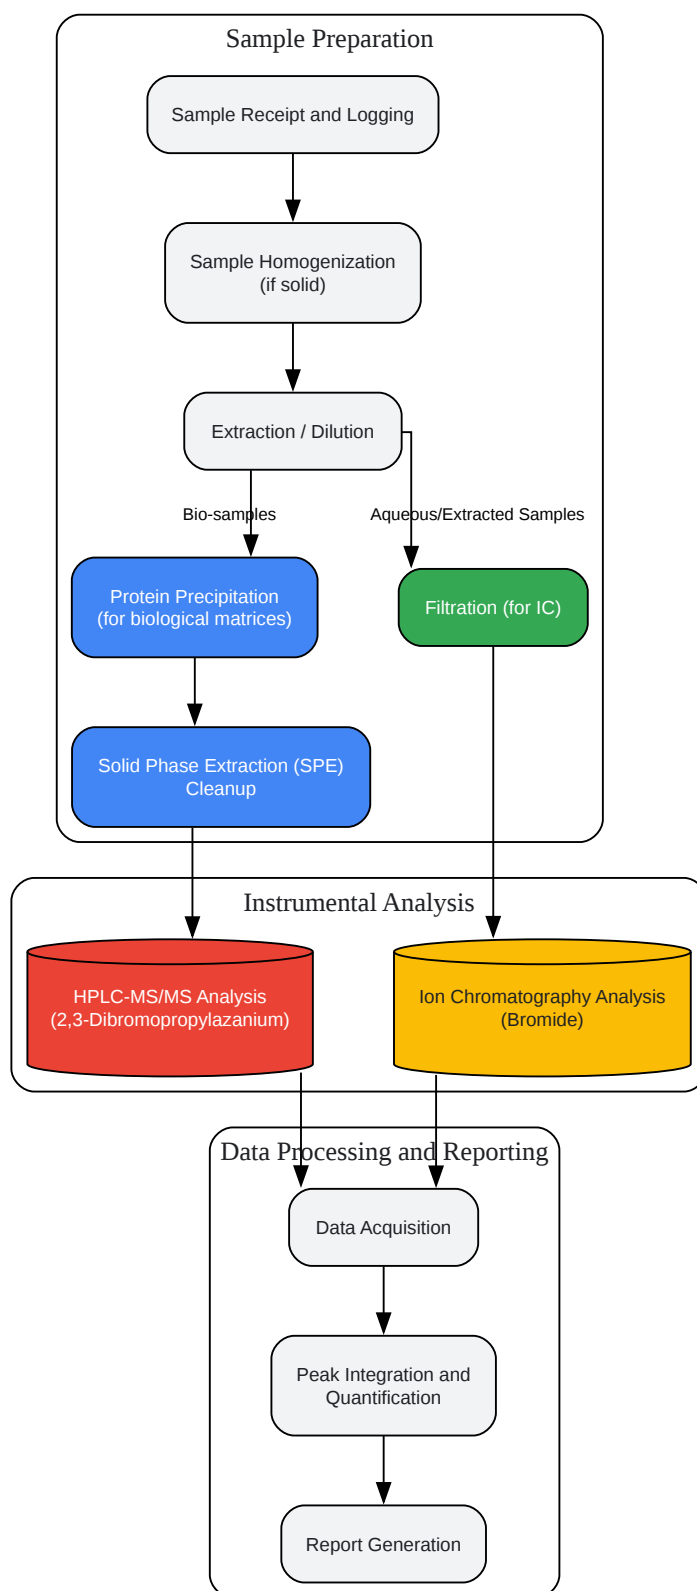 Sample Preparation
Sample Receipt and Logging
Sample Homogenization
(if solid)
Extraction / Dilution
Bio-samples
Aqueous/Extracted Samples
Protein Precipitation
(for biological matrices)
Filtration (for IC)
Solid Phase Extraction (SPE)
Cleanup
Instrumental Analysis
HPLC-MS/MS Analysis
(2,3-Dibromopropylazanium)
Ion Chromatography Analysis
(Bromide)
Data Processing and Reporting
Data Acquisition
Peak Integration and
Quantification
Report Generation